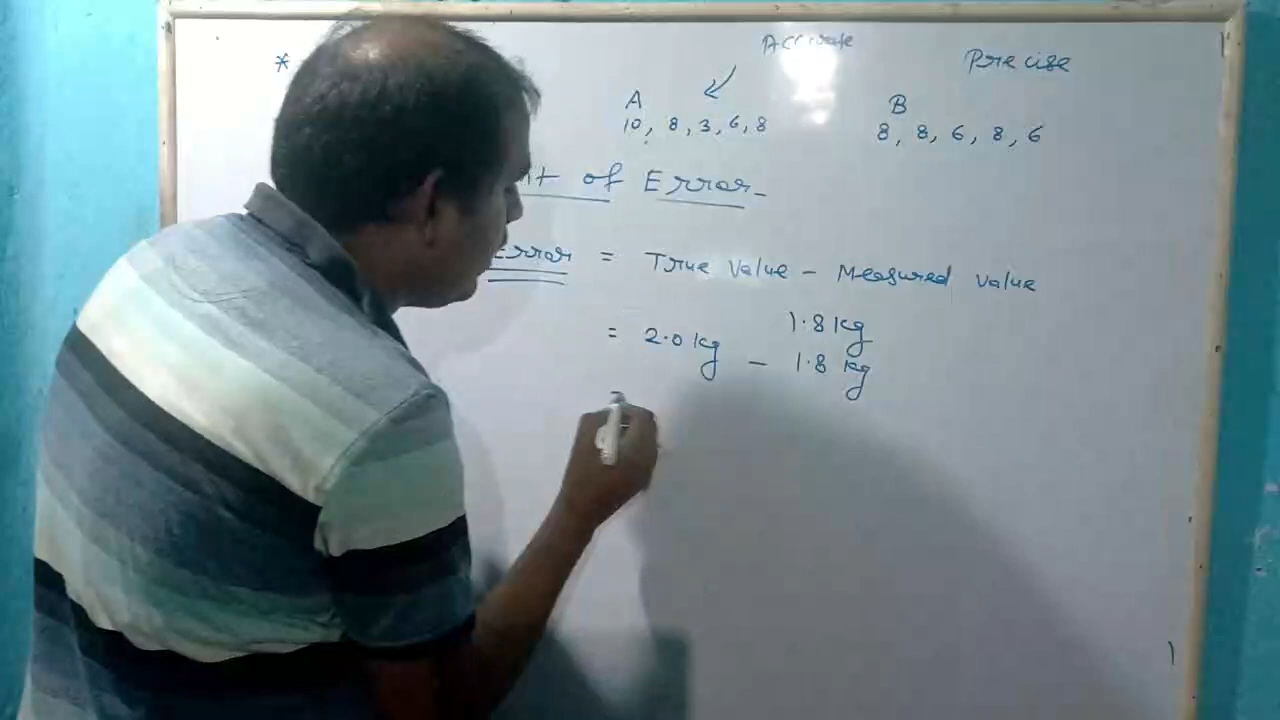 * Accurate Precise
A B
10, 8, 3, 6, 8 8, 8, 6, 8, 6
of Error
Error = True Value - Measured value
1.8 kg
= 2.0 kg - 1.8 kg
=